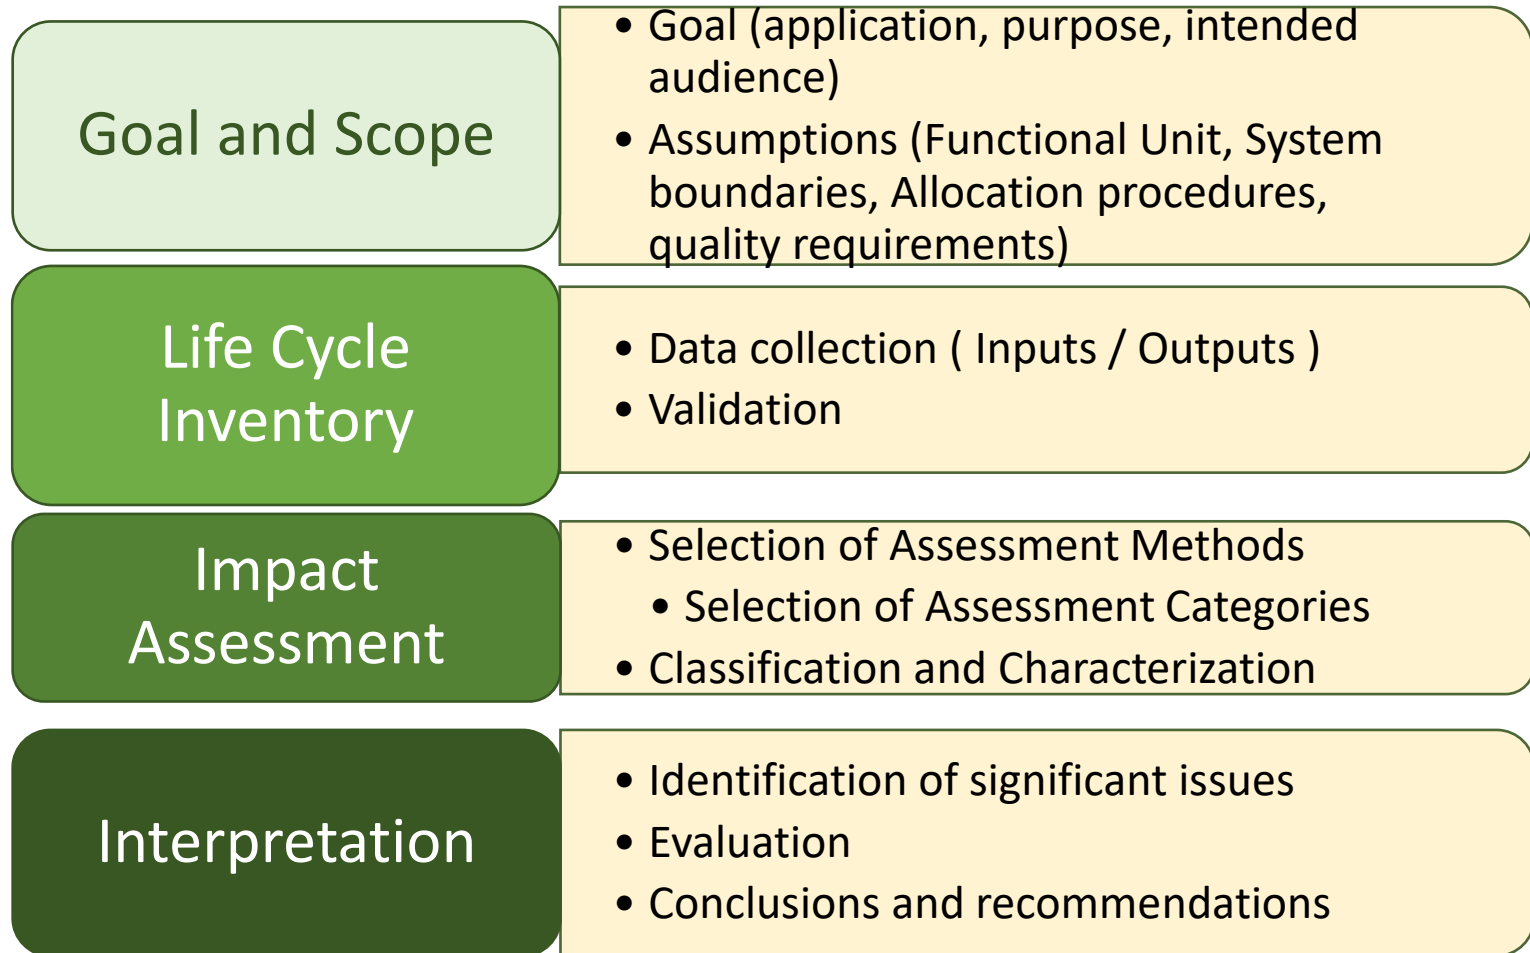 Goal and Scope
• Goal (application, purpose, intended
audience)
• Assumptions (Functional Unit, System
boundaries, Allocation procedures,
quality requirements)
Life Cycle
Inventory
• Data collection ( Inputs / Outputs )
• Validation
Impact
Assessment
• Selection of Assessment Methods
• Selection of Assessment Categories
• Classification and Characterization
Interpretation
• Identification of significant issues
• Evaluation
• Conclusions and recommendations